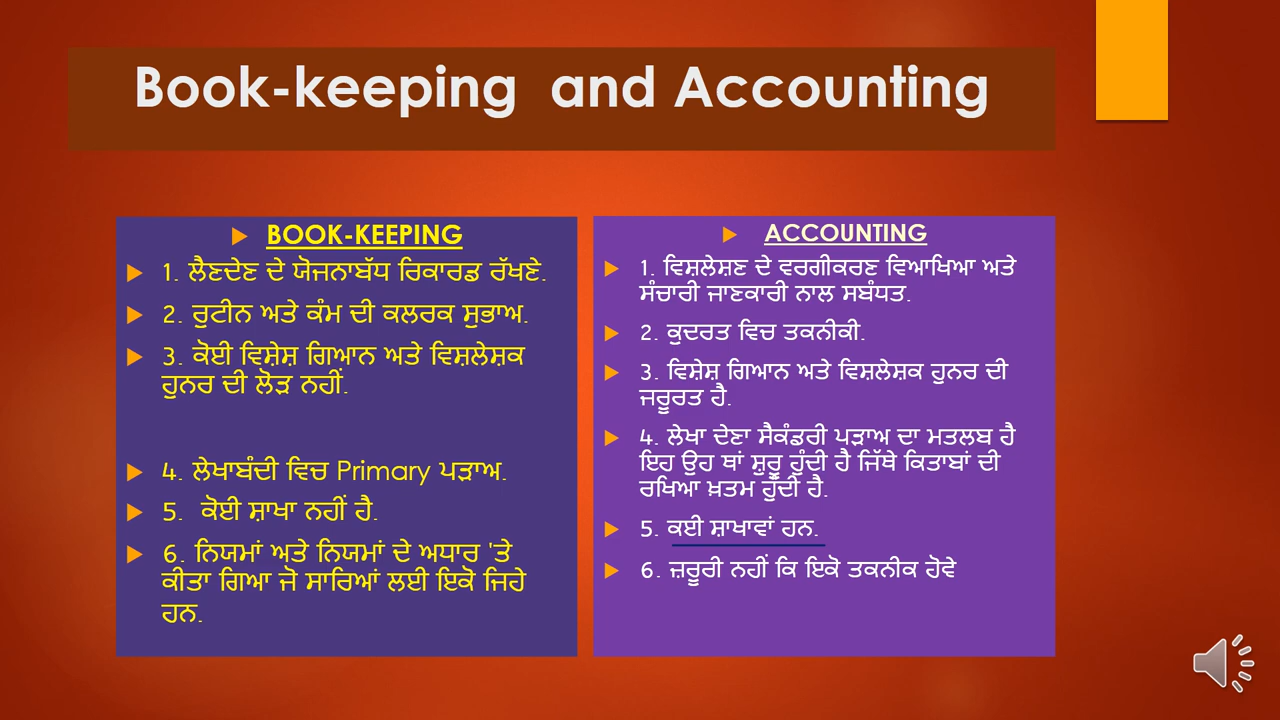 Book-keeping and Accounting
BOOK-KEEPING
1. ਲੈਣਦੇਣ ਦੇ ਯੋਜਨਾਬੱਧ ਰਿਕਾਰਡ ਰੱਖਣੇ.
2. ਰੁਟੀਨ ਅਤੇ ਕੰਮ ਦੀ ਕਲਰਕ ਸੁਭਾਅ.
3. ਕੋਈ ਵਿਸ਼ੇਸ਼ ਗਿਆਨ ਅਤੇ ਵਿਸ਼ਲੇਸ਼ਕ
ਹੁਨਰ ਦੀ ਲੋੜ ਨਹੀਂ.
4. ਲੇਖਾਬੰਦੀ ਵਿਚ Primary ਪੜਾਅ.
5. ਕੋਈ ਸ਼ਾਖਾ ਨਹੀਂ ਹੈ.
6. ਨਿਯਮਾਂ ਅਤੇ ਨਿਯਮਾਂ ਦੇ ਅਧਾਰ 'ਤੇ
ਕੀਤਾ ਗਿਆ ਜੋ ਸਾਰਿਆਂ ਲਈ ਇਕੋ ਜਿਹੇ
ਹਨ.
ACCOUNTING
1. ਵਿਸ਼ਲੇਸ਼ਣ ਦੇ ਵਰਗੀਕਰਣ ਵਿਆਖਿਆ ਅਤੇ
ਸੰਚਾਰੀ ਜਾਣਕਾਰੀ ਨਾਲ ਸਬੰਧਤ.
2. ਕੁਦਰਤ ਵਿਚ ਤਕਨੀਕੀ.
3. ਵਿਸ਼ੇਸ਼ ਗਿਆਨ ਅਤੇ ਵਿਸ਼ਲੇਸ਼ਕ ਹੁਨਰ ਦੀ
ਜਰੂਰਤ ਹੈ.
4. ਲੇਖਾ ਦੇਣਾ ਸੈਕੰਡਰੀ ਪੜਾਅ ਦਾ ਮਤਲਬ ਹੈ
ਇਹ ਉਹ ਥਾਂ ਸ਼ੁਰੂ ਹੁੰਦੀ ਹੈ ਜਿੱਥੇ ਕਿਤਾਬਾਂ ਦੀ
ਰਖਿਆ ਖ਼ਤਮ ਹੁੰਦੀ ਹੈ.
5. ਕਈ ਸ਼ਾਖਾਵਾਂ ਹਨ.
6. ਜ਼ਰੂਰੀ ਨਹੀਂ ਕਿ ਇਕੋ ਤਕਨੀਕ ਹੋਵੇ